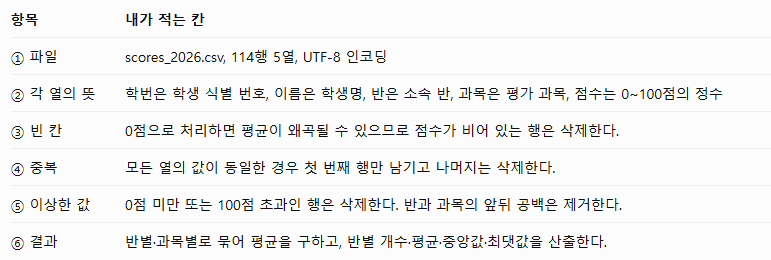 항목 내가 적는 칸
① 파일 scores_2026.csv, 114행 5열, UTF-8 인코딩
② 각 열의 뜻 학번은 학생 식별 번호, 이름은 학생명, 반은 소속 반, 과목은 평가 과목, 점수는 0~100점의 정수
③ 빈 칸 0점으로 처리하면 평균이 왜곡될 수 있으므로 점수가 비어 있는 행은 삭제한다.
④ 중복 모든 열의 값이 동일한 경우 첫 번째 행만 남기고 나머지는 삭제한다.
⑤ 이상한 값 0점 미만 또는 100점 초과인 행은 삭제한다. 반과 과목의 앞뒤 공백은 제거한다.
⑥ 결과 반별·과목별로 묶어 평균을 구하고, 반별 개수·평균·중앙값·최댓값을 산출한다.